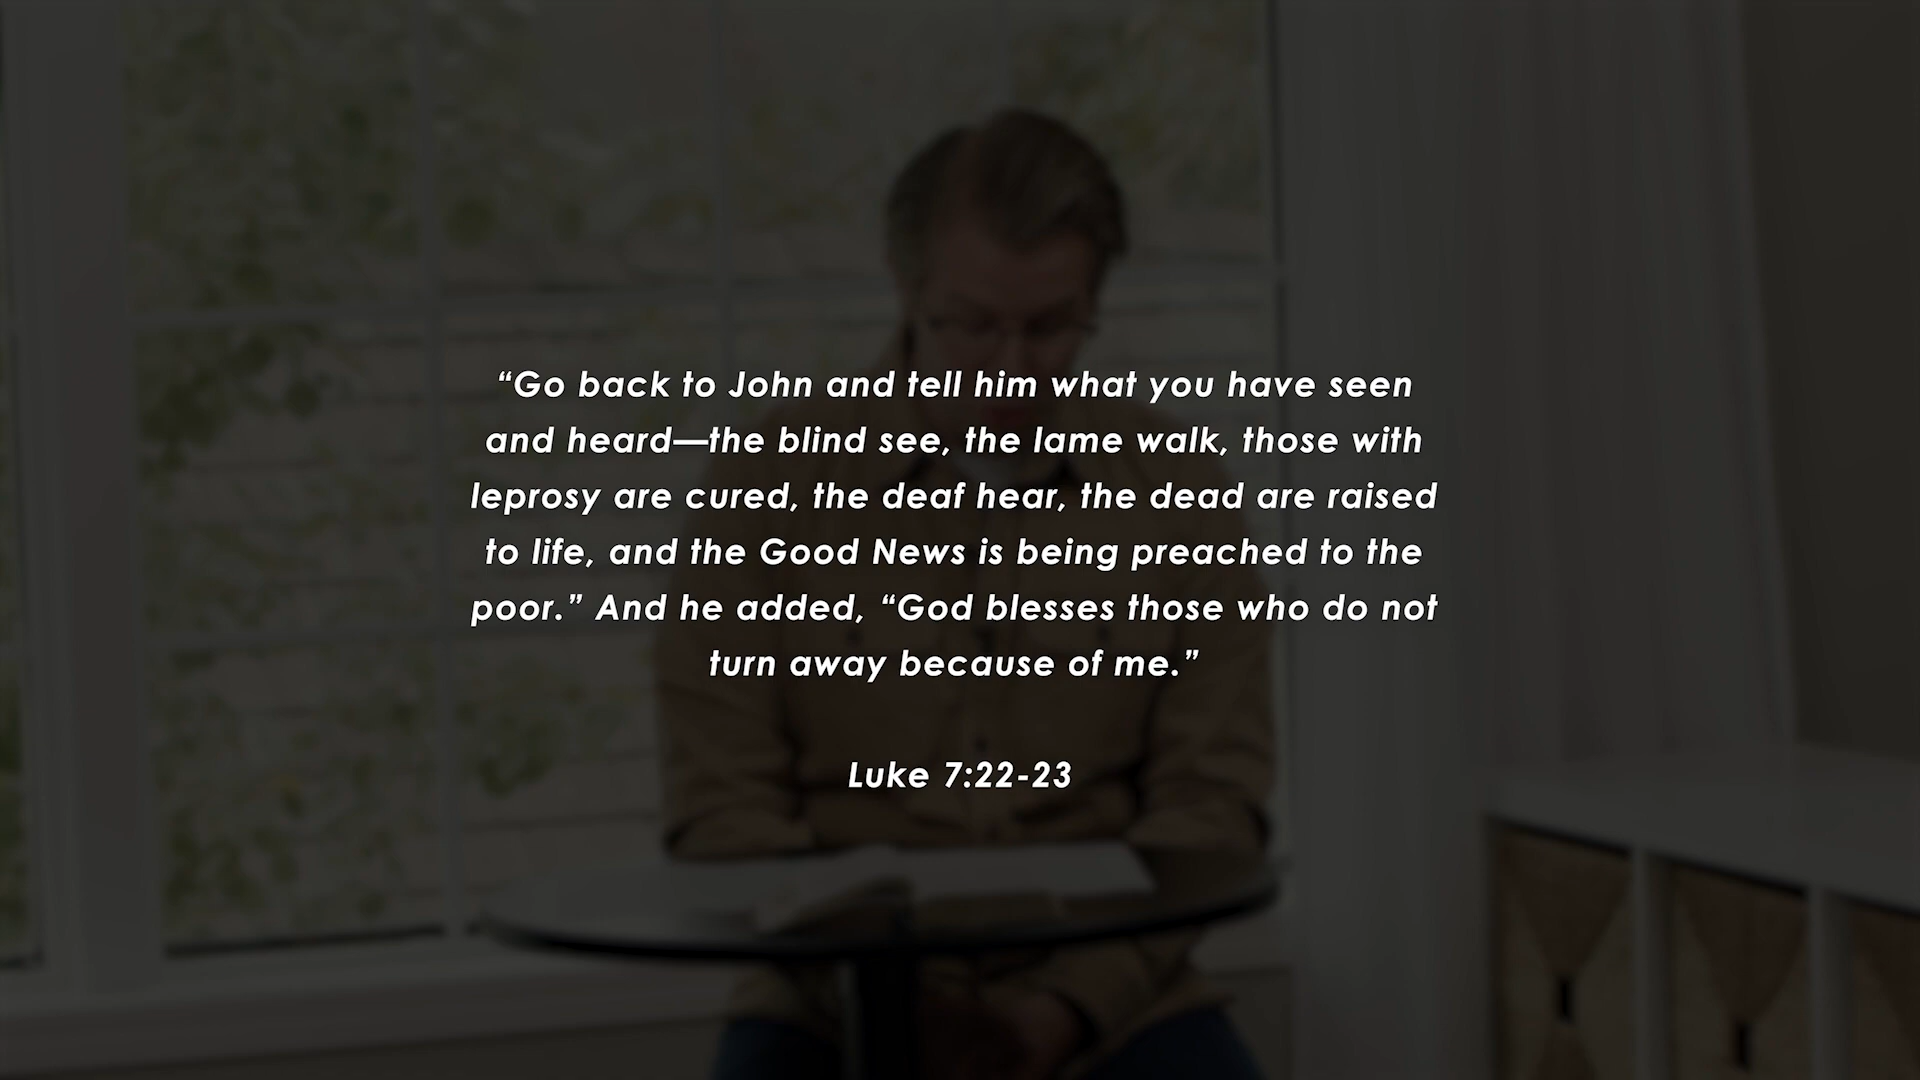 “Go back to John and tell him what you have seen
and heard—the blind see, the lame walk, those with
leprosy are cured, the deaf hear, the dead are raised
to life, and the Good News is being preached to the
poor.” And he added, “God blesses those who do not
turn away because of me.”
Luke 7:22-23